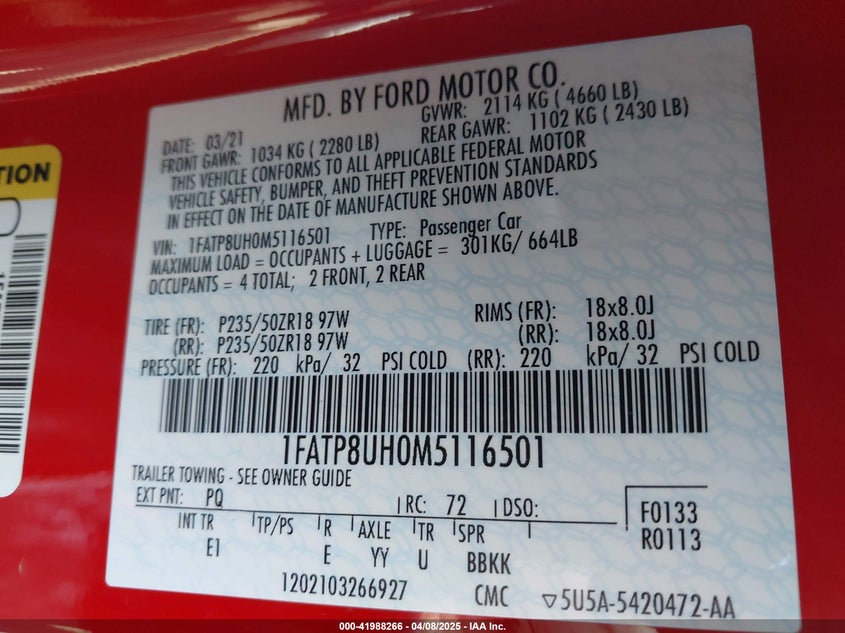 TION
MFD. BY FORD MOTOR CO.
DATE: 03/21 GVWR: 2114 KG ( 4660 LB)
FRONT GAWR: 1034 KG ( 2280 LB) REAR GAWR: 1102 KG ( 2430 LB)
THIS VEHICLE CONFORMS TO ALL APPLICABLE FEDERAL MOTOR
VEHICLE SAFETY, BUMPER, AND THEFT PREVENTION STANDARDS
IN EFFECT ON THE DATE OF MANUFACTURE SHOWN ABOVE.
VIN: 1FATP8UH0M5116501 TYPE: Passenger Car
MAXIMUM LOAD = OCCUPANTS + LUGGAGE = 301KG/ 664LB
OCCUPANTS = 4 TOTAL; 2 FRONT, 2 REAR
TIRE (FR): P235/50ZR18 97W RIMS (FR): 18x8.0J
(RR): P235/50ZR18 97W (RR): 18x8.0J
PRESSURE (FR): 220 kPa/ 32 PSI COLD (RR): 220 kPa/ 32 PSI COLD
1FATP8UH0M5116501
TRAILER TOWING - SEE OWNER GUIDE
EXT PNT: PQ RC: 72 DSO: F0133
INT TR TP/PS R AXLE TR SPR R0113
E1 E YY U BBKK
1202103266927 CMC ▽5U5A-5420472-AA
000-41988266 - 04/08/2025 - IAA Inc.